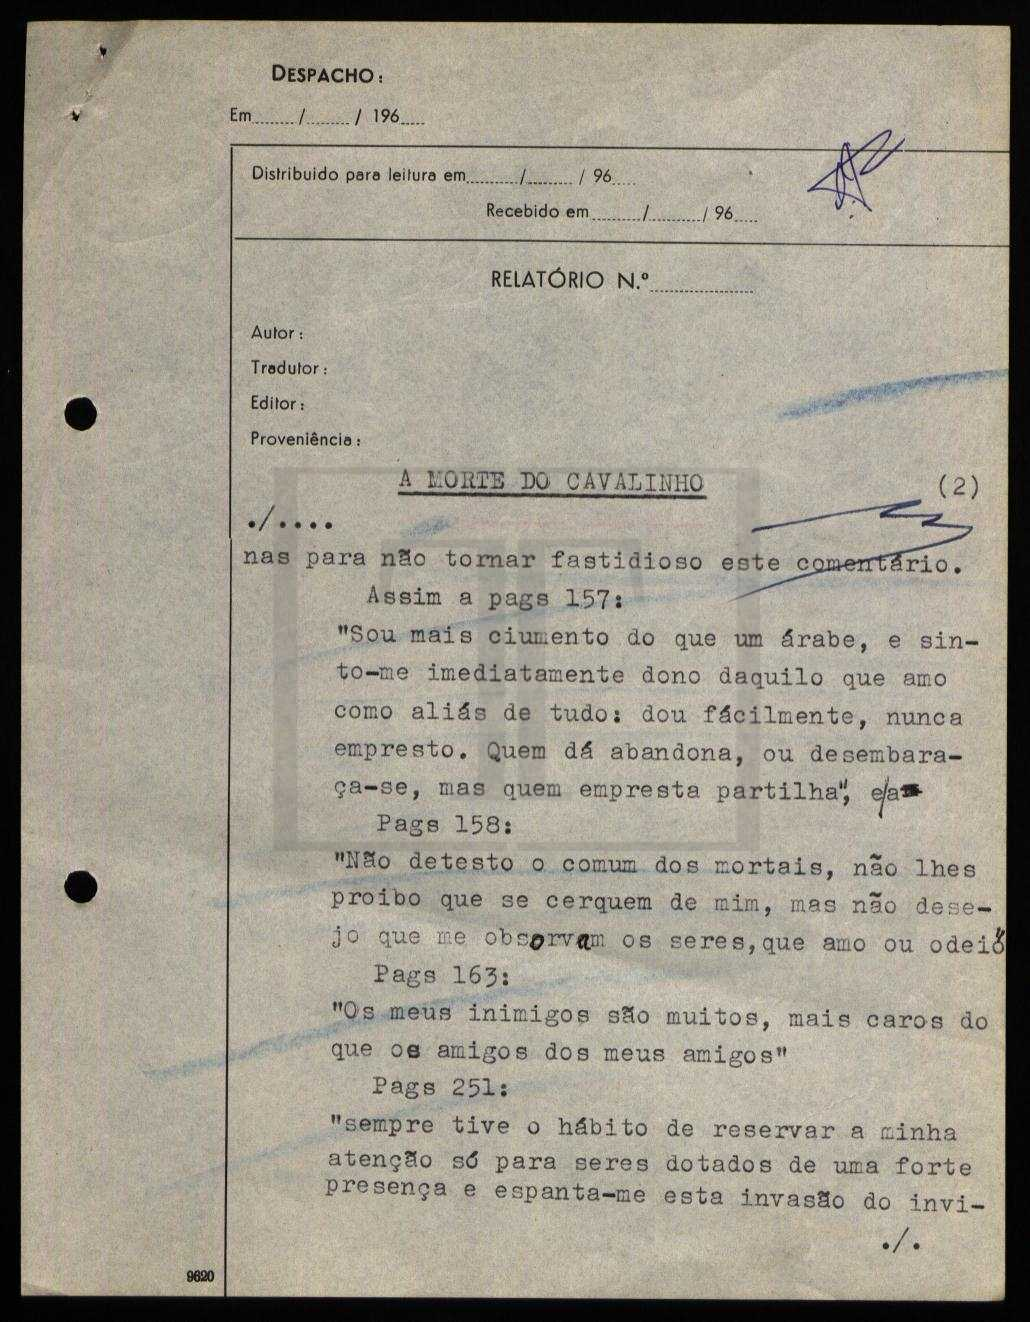 DESPACHO:
Em......../......../ 196.....
Distribuido para leitura em........../........../ 96.....
Recebido em........../........../ 96.....
RELATÓRIO N.º....................
Autor:
Tradutor:
Editor:
Proveniência:
A MORTE DO CAVALINHO
(2)
./....
nas para não tornar fastidioso este comentário.
Assim a pags 157:
"Sou mais ciumento do que um árabe, e sin-
to-me imediatamente dono daquilo que amo
como aliás de tudo: dou fácilmente, nunca
empresto. Quem dá abandona, ou desembara-
ça-se, mas quem empresta partilha", e/a
Pags 158:
"Não detesto o comum dos mortais, não lhes
proibo que se cerquem de mim, mas não dese-
jo que me observam os seres, que amo ou odeio"
Pags 163:
"Os meus inimigos são muitos, mais caros do
que os amigos dos meus amigos"
Pags 251:
"sempre tive o hábito de reservar a minha
atenção só para seres dotados de uma forte
presença e espanta-me esta invasão do invi-
./.
9620